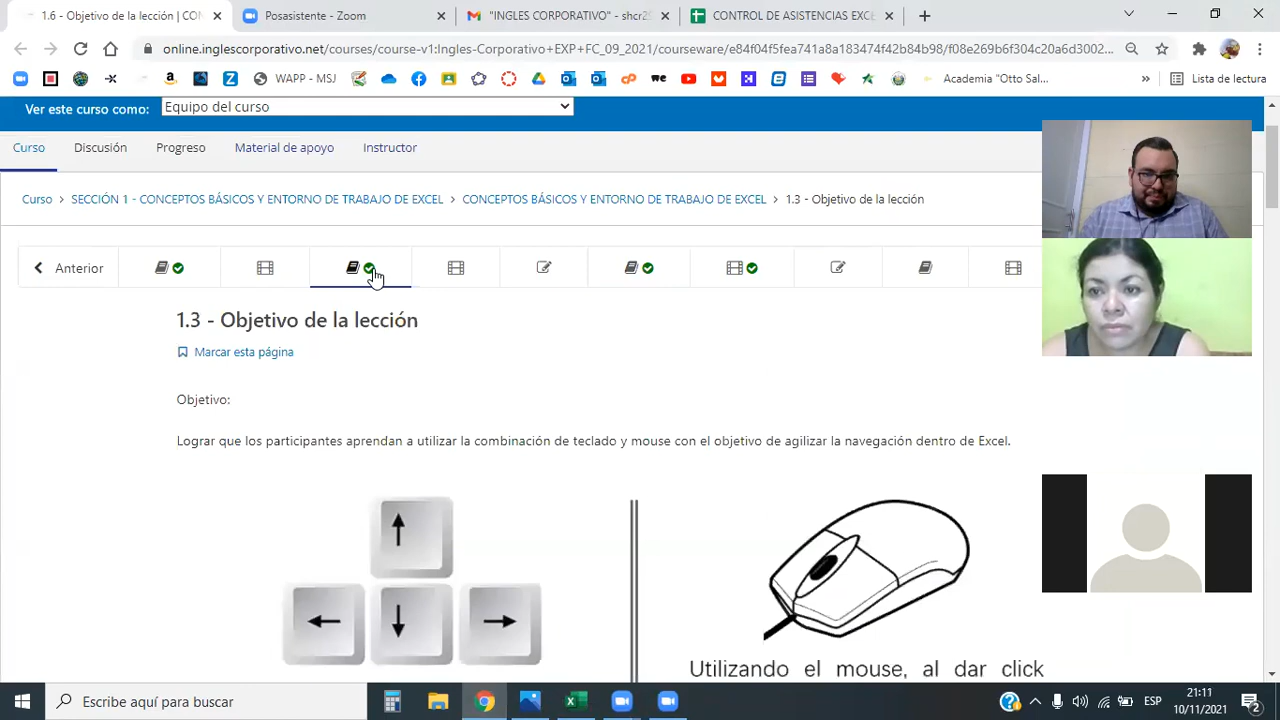 1.6 - Objetivo de la lección | CON
Posasistente - Zoom
"INGLES CORPORATIVO" - shcr25
CONTROL DE ASISTENCIAS EXCE
online.inglescorporativo.net/courses/course-v1:Ingles-Corporativo+EXP+FC_09_2021/courseware/e84f04f5fea741a8a183474f42b84b98/f08e269b6f304c20a6d3002...
WAPP - MSJ
Academia "Otto Sal...
Lista de lectura
Ver este curso como:
Equipo del curso
Curso
Discusión
Progreso
Material de apoyo
Instructor
Curso > SECCIÓN 1 - CONCEPTOS BÁSICOS Y ENTORNO DE TRABAJO DE EXCEL > CONCEPTOS BÁSICOS Y ENTORNO DE TRABAJO DE EXCEL > 1.3 - Objetivo de la lección
Anterior
1.3 - Objetivo de la lección
Marcar esta página
Objetivo:
Lograr que los participantes aprendan a utilizar la combinación de teclado y mouse con el objetivo de agilizar la navegación dentro de Excel.
Utilizando el mouse, al dar click
Escribe aquí para buscar
ESP
21:11
10/11/2021
2